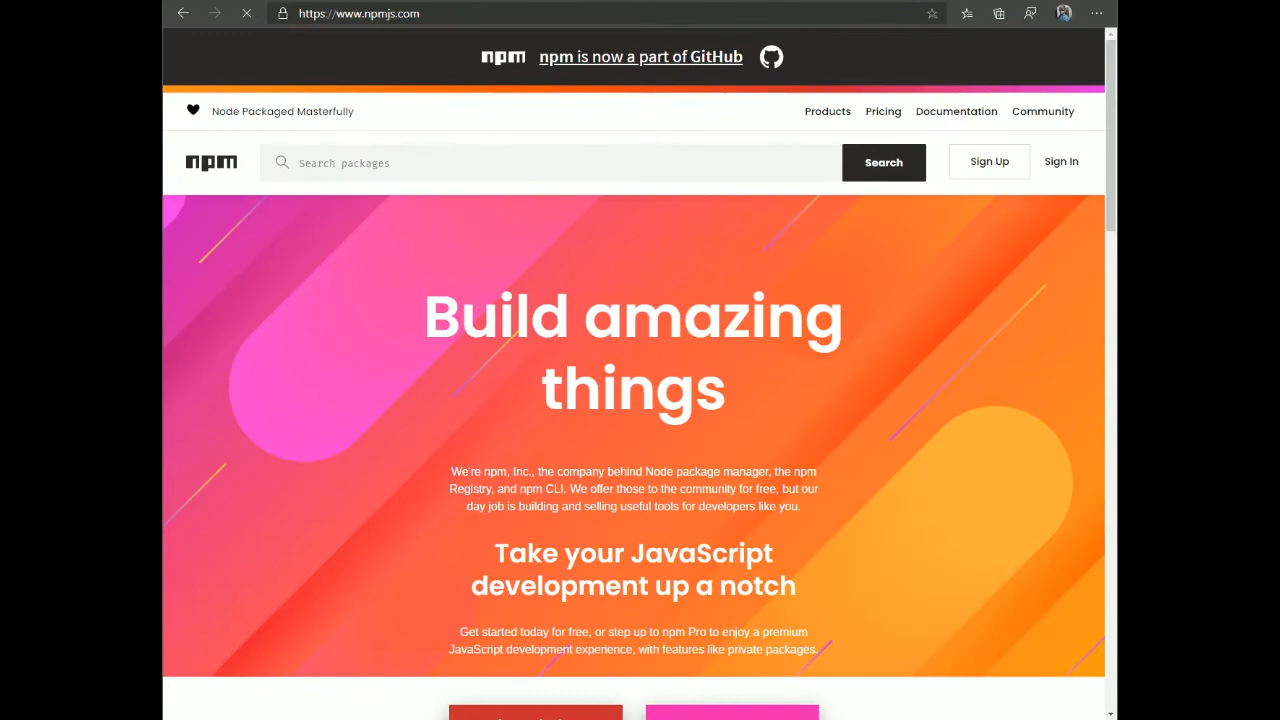 https://www.npmjs.com
npm npm is now a part of GitHub
Node Packaged Masterfully Products Pricing Documentation Community
npm Search packages Search Sign Up Sign In
Build amazing
things
We're npm, Inc., the company behind Node package manager, the npm
Registry, and npm CLI. We offer those to the community for free, but our
day job is building and selling useful tools for developers like you.
Take your JavaScript
development up a notch
Get started today for free, or step up to npm Pro to enjoy a premium
JavaScript development experience, with features like private packages.